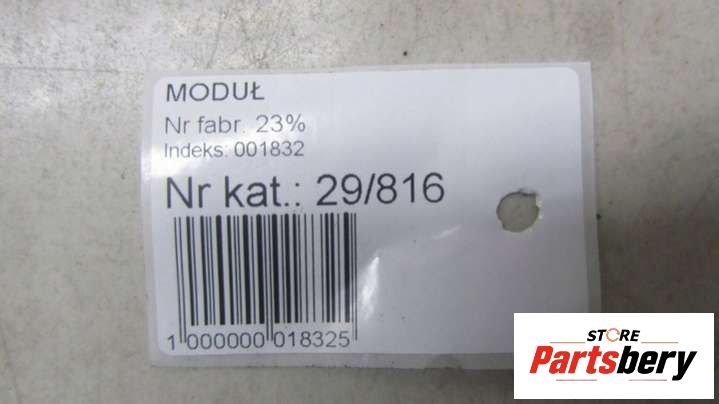 MODUŁ
Nr fabr. 23%
Indeks: 001832
Nr kat.: 29/816
1 000000 018325
STORE
Partsbery